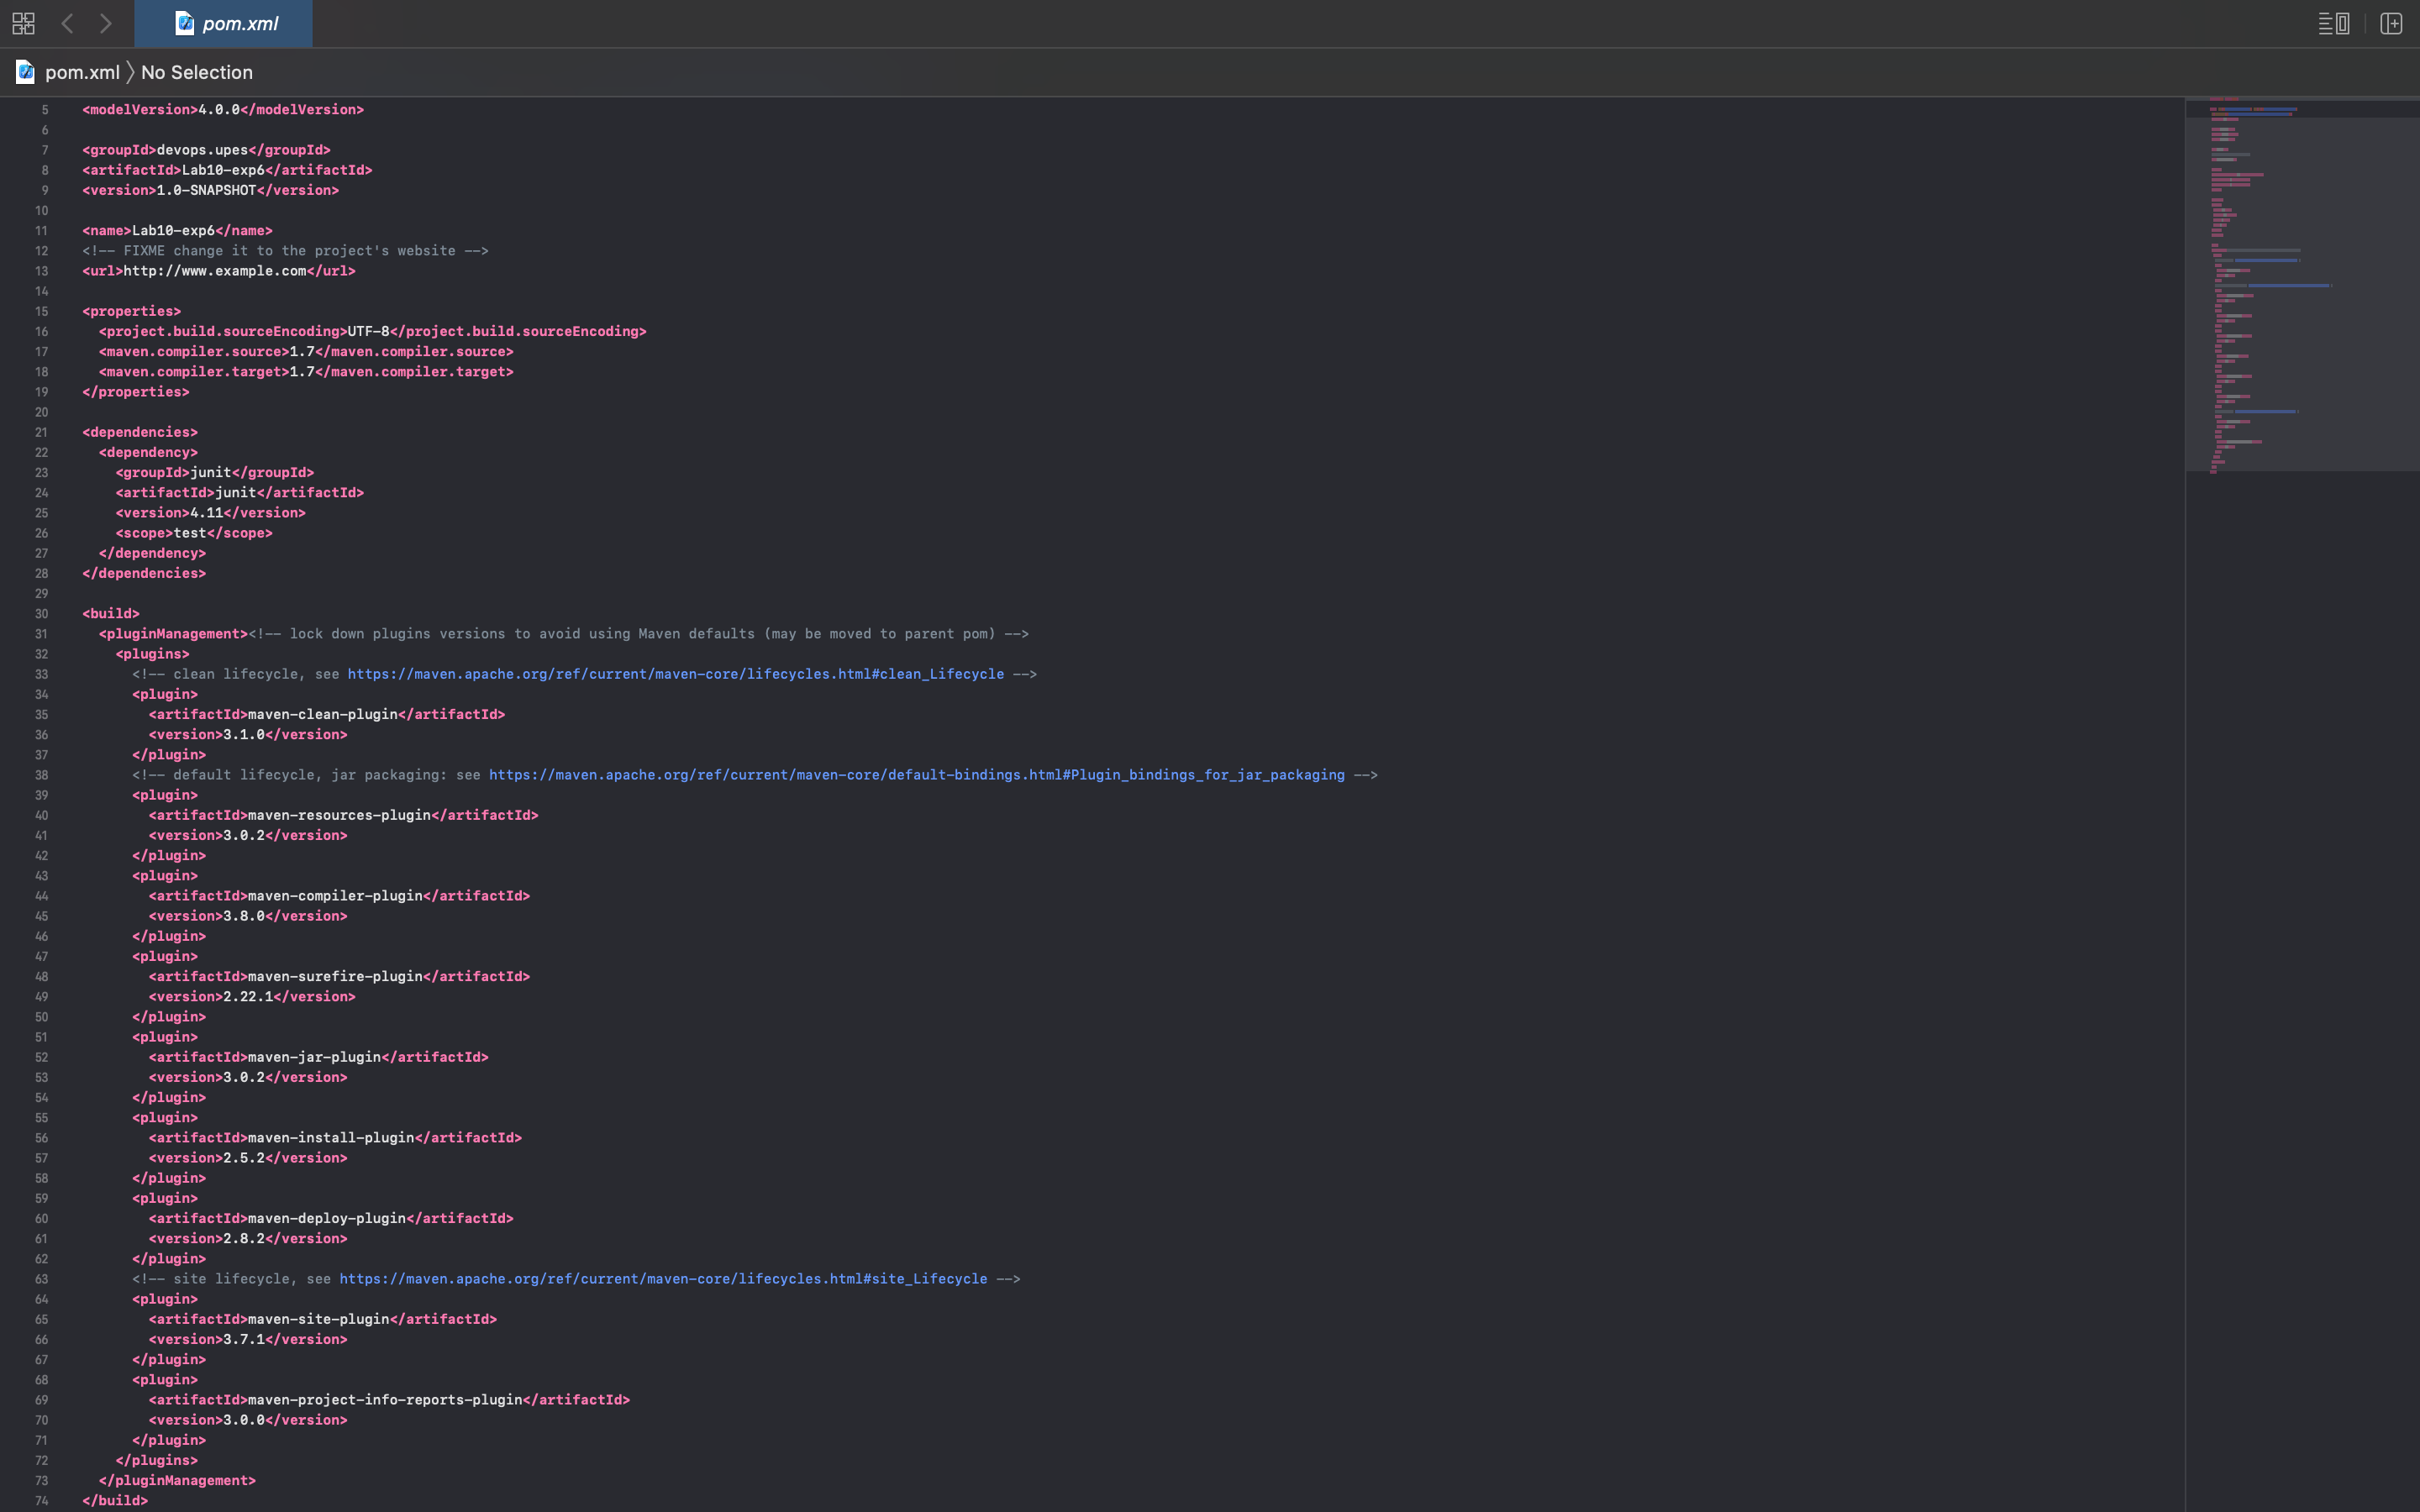 pom.xml
pom.xml 〉 No Selection
5 <modelVersion>4.0.0</modelVersion>
6
7 <groupId>devops.upes</groupId>
8 <artifactId>Lab10-exp6</artifactId>
9 <version>1.0-SNAPSHOT</version>
10
11 <name>Lab10-exp6</name>
12 <!-- FIXME change it to the project's website -->
13 <url>http://www.example.com</url>
14
15 <properties>
16 <project.build.sourceEncoding>UTF-8</project.build.sourceEncoding>
17 <maven.compiler.source>1.7</maven.compiler.source>
18 <maven.compiler.target>1.7</maven.compiler.target>
19 </properties>
20
21 <dependencies>
22 <dependency>
23 <groupId>junit</groupId>
24 <artifactId>junit</artifactId>
25 <version>4.11</version>
26 <scope>test</scope>
27 </dependency>
28 </dependencies>
29
30 <build>
31 <pluginManagement><!-- lock down plugins versions to avoid using Maven defaults (may be moved to parent pom) -->
32 <plugins>
33 <!-- clean lifecycle, see https://maven.apache.org/ref/current/maven-core/lifecycles.html#clean_Lifecycle -->
34 <plugin>
35 <artifactId>maven-clean-plugin</artifactId>
36 <version>3.1.0</version>
37 </plugin>
38 <!-- default lifecycle, jar packaging: see https://maven.apache.org/ref/current/maven-core/default-bindings.html#Plugin_bindings_for_jar_packaging -->
39 <plugin>
40 <artifactId>maven-resources-plugin</artifactId>
41 <version>3.0.2</version>
42 </plugin>
43 <plugin>
44 <artifactId>maven-compiler-plugin</artifactId>
45 <version>3.8.0</version>
46 </plugin>
47 <plugin>
48 <artifactId>maven-surefire-plugin</artifactId>
49 <version>2.22.1</version>
50 </plugin>
51 <plugin>
52 <artifactId>maven-jar-plugin</artifactId>
53 <version>3.0.2</version>
54 </plugin>
55 <plugin>
56 <artifactId>maven-install-plugin</artifactId>
57 <version>2.5.2</version>
58 </plugin>
59 <plugin>
60 <artifactId>maven-deploy-plugin</artifactId>
61 <version>2.8.2</version>
62 </plugin>
63 <!-- site lifecycle, see https://maven.apache.org/ref/current/maven-core/lifecycles.html#site_Lifecycle -->
64 <plugin>
65 <artifactId>maven-site-plugin</artifactId>
66 <version>3.7.1</version>
67 </plugin>
68 <plugin>
69 <artifactId>maven-project-info-reports-plugin</artifactId>
70 <version>3.0.0</version>
71 </plugin>
72 </plugins>
73 </pluginManagement>
74 </build>